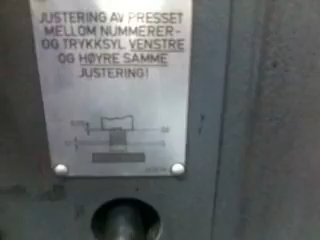 JUSTERING AV PRESSET
MELLOM NUMMERER-
OG TRYKKSYL. VENSTRE
OG HØYRE SAMME
JUSTERING!